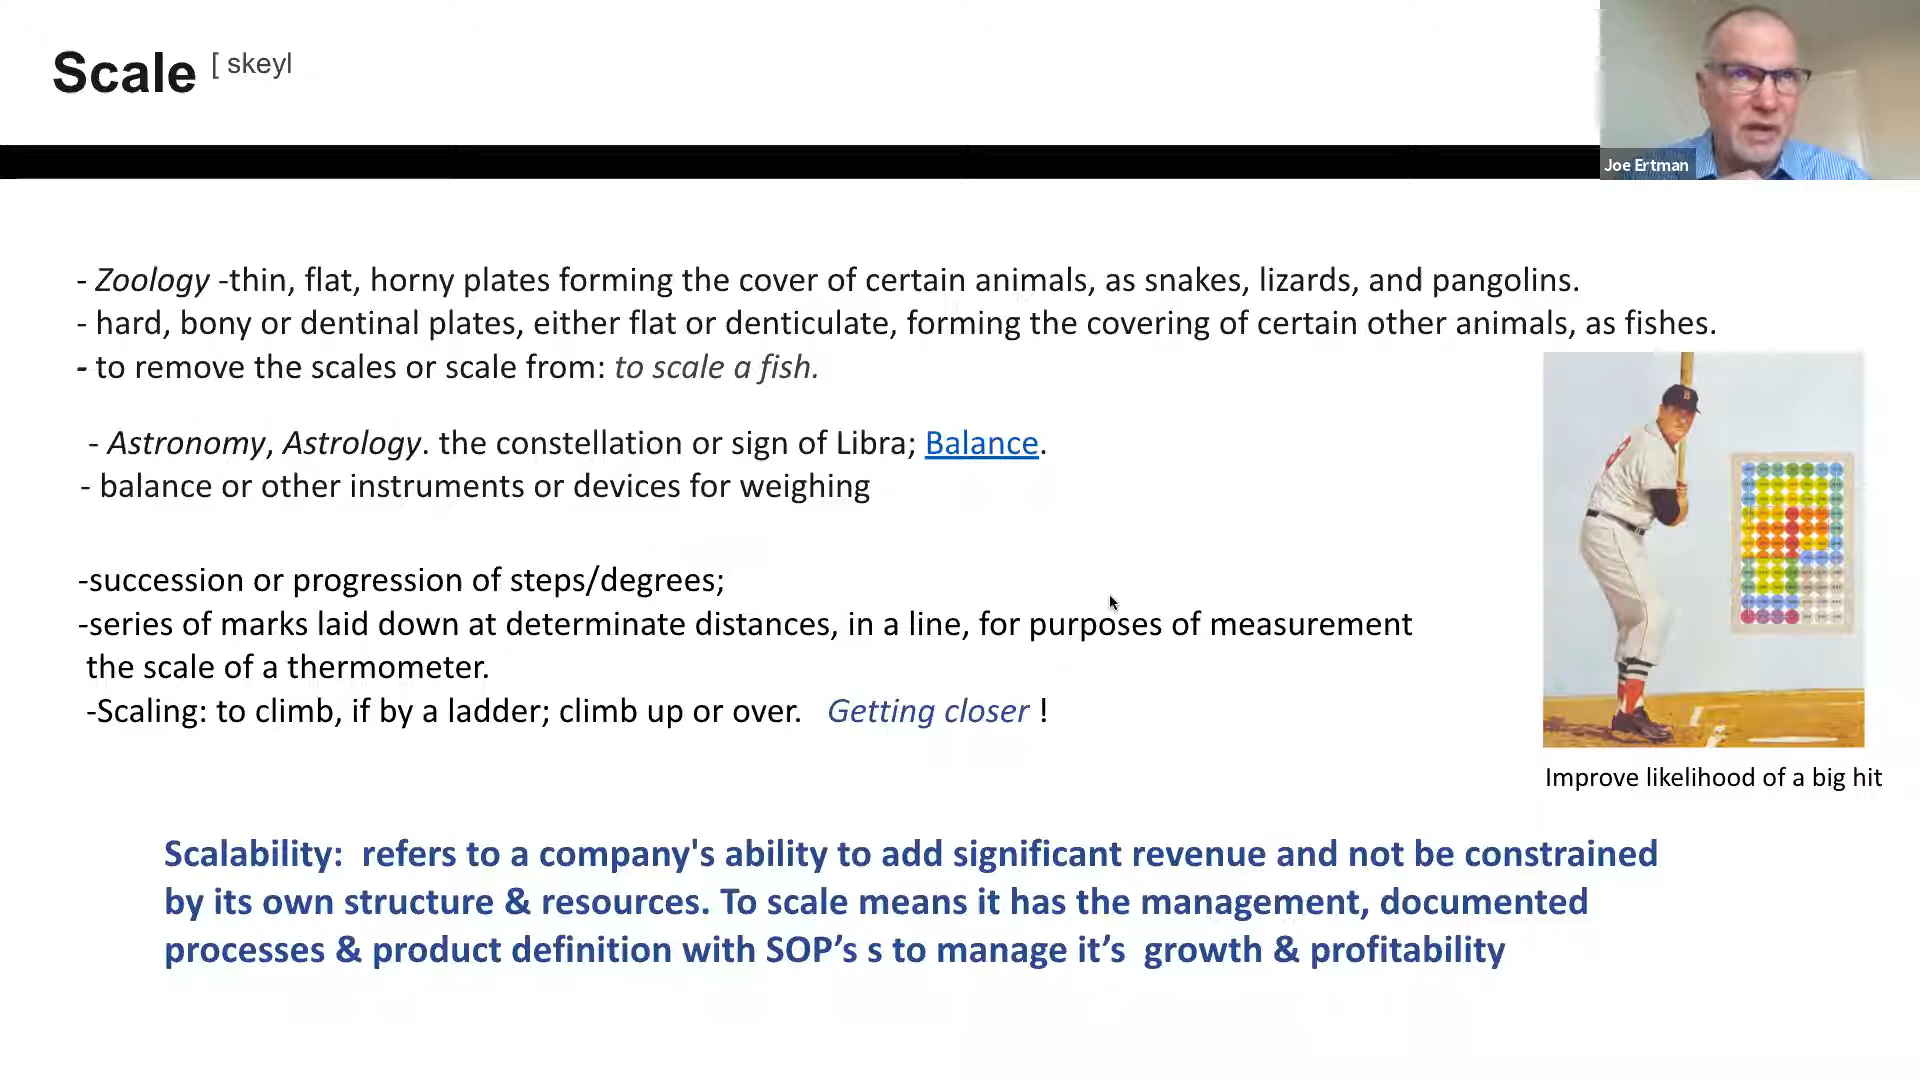 Scale [ skeyl
Joe Ertman
- Zoology -thin, flat, horny plates forming the cover of certain animals, as snakes, lizards, and pangolins.
- hard, bony or dentinal plates, either flat or denticulate, forming the covering of certain other animals, as fishes.
- to remove the scales or scale from: to scale a fish.
- Astronomy, Astrology. the constellation or sign of Libra; Balance.
- balance or other instruments or devices for weighing
-succession or progression of steps/degrees;
-series of marks laid down at determinate distances, in a line, for purposes of measurement
the scale of a thermometer.
-Scaling: to climb, if by a ladder; climb up or over. Getting closer !
B
Improve likelihood of a big hit
Scalability: refers to a company's ability to add significant revenue and not be constrained
by its own structure & resources. To scale means it has the management, documented
processes & product definition with SOP’s s to manage it’s growth & profitability